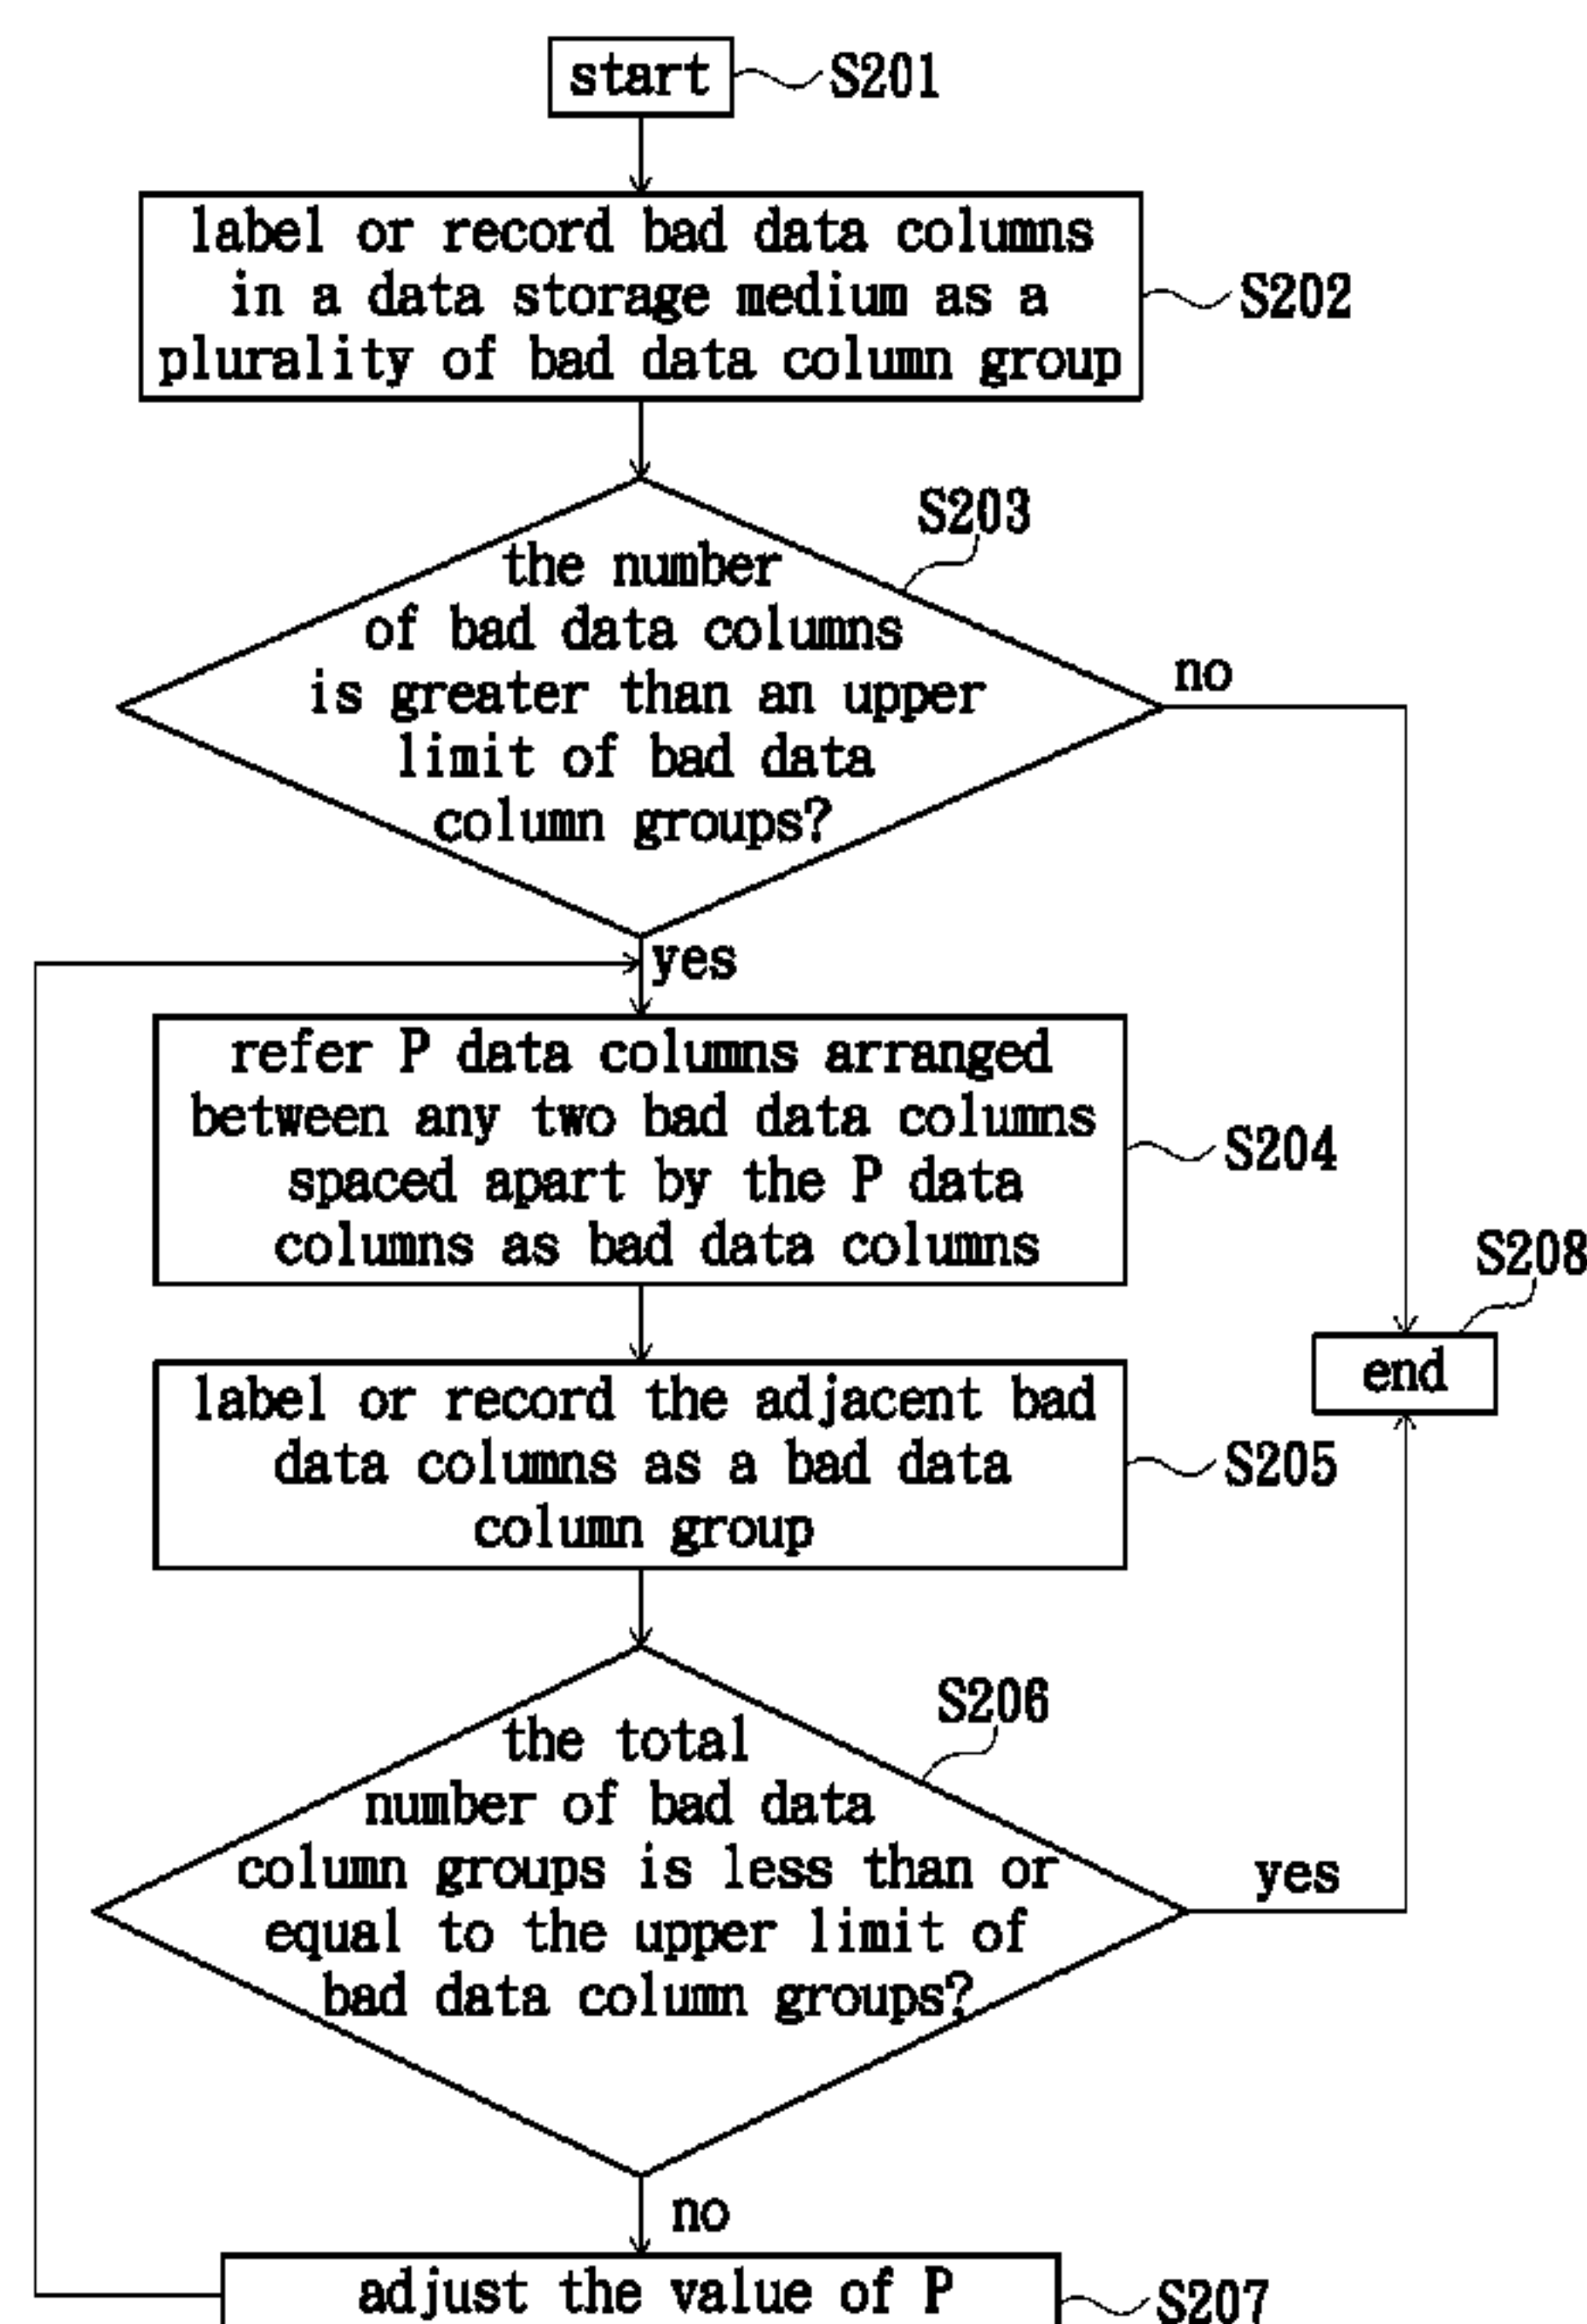 start
S201
label or record bad data columns
in a data storage medium as a
plurality of bad data column group
S202
S203
the number
of bad data columns
is greater than an upper
limit of bad data
column groups?
no
yes
refer P data columns arranged
between any two bad data columns
spaced apart by the P data
columns as bad data columns
S204
S208
end
label or record the adjacent bad
data columns as a bad data
column group
S205
S206
the total
number of bad data
column groups is less than or
equal to the upper limit of
bad data column groups?
yes
no
adjust the value of P
S207